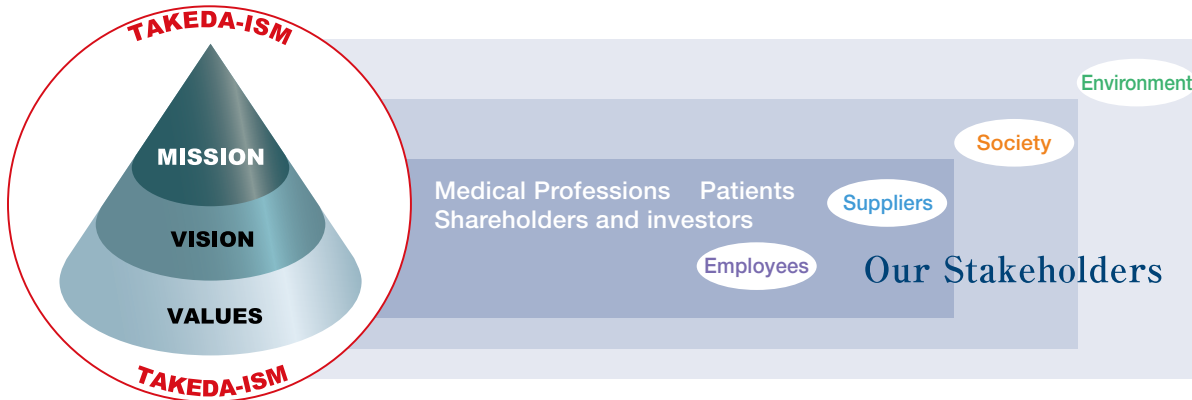 TAKEDA-ISM
MISSION
VISION
VALUES
TAKEDA-ISM
Environment
Society
Medical Professions Patients
Suppliers
Shareholders and investors
Employees
Our Stakeholders